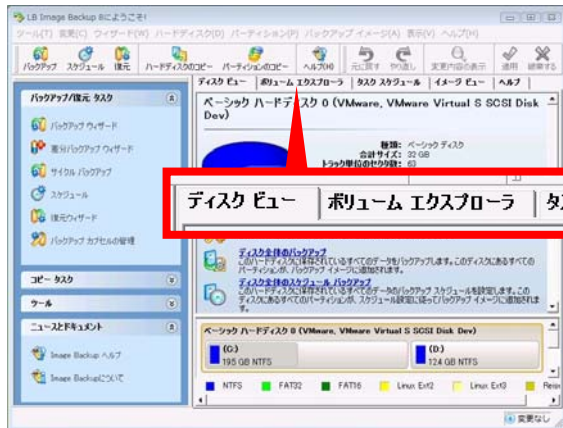 LB Image Backup 8にようこそ!
ツール(T) 変更(C) ウィザード(W) ハードディスク(D) パーティション(P) バックアップ イメージ(A) 表示(V) ヘルプ(H)
バックアップ スケジュール 復元 ハードディスクのコピー パーティションのコピー ヘルプ(H) 元に戻す やり直し 変更内容の表示 適用 破棄する
ディスク ビュー ボリューム エクスプローラ タスク スケジュール イメージ ビュー ヘルプ
バックアップ/復元 タスク
バックアップ ウィザード
差分バックアップ ウィザード
サイクル バックアップ
スケジュール
復元ウィザード
バックアップ カプセルの管理
コピー タスク
ツール
ニュースとドキュメント
Image Backup ヘルプ
Image Backupについて
ベーシック ハードディスク 0 (VMware, VMware Virtual S SCSI Disk Dev)
種類: ベーシック ディスク
合計サイズ: 32 GB
トラック単位のセクタ数: 63
ディスク ビュー ボリューム エクスプローラ タス
ディスク全体のバックアップ
このハードディスクに保存されているすべてのデータをバックアップします。このディスクにあるすべての
パーティションが、バックアップ イメージに追加されます。
ディスク全体のスケジュール バックアップ
このハードディスクに保存されているすべてのデータのバックアップ スケジュールを設定します。この
ディスクにあるすべてのパーティションが、スケジュール設定に従ってバックアップ イメージに追加されま
す。
ベーシック ハードディスク 0 (VMware, VMware Virtual S SCSI Disk Dev)
(C:) (D:)
195 GB NTFS 124 GB NTFS
NTFS FAT32 FAT16 Linux Ext2 Linux Ext3 Reise
変更なし